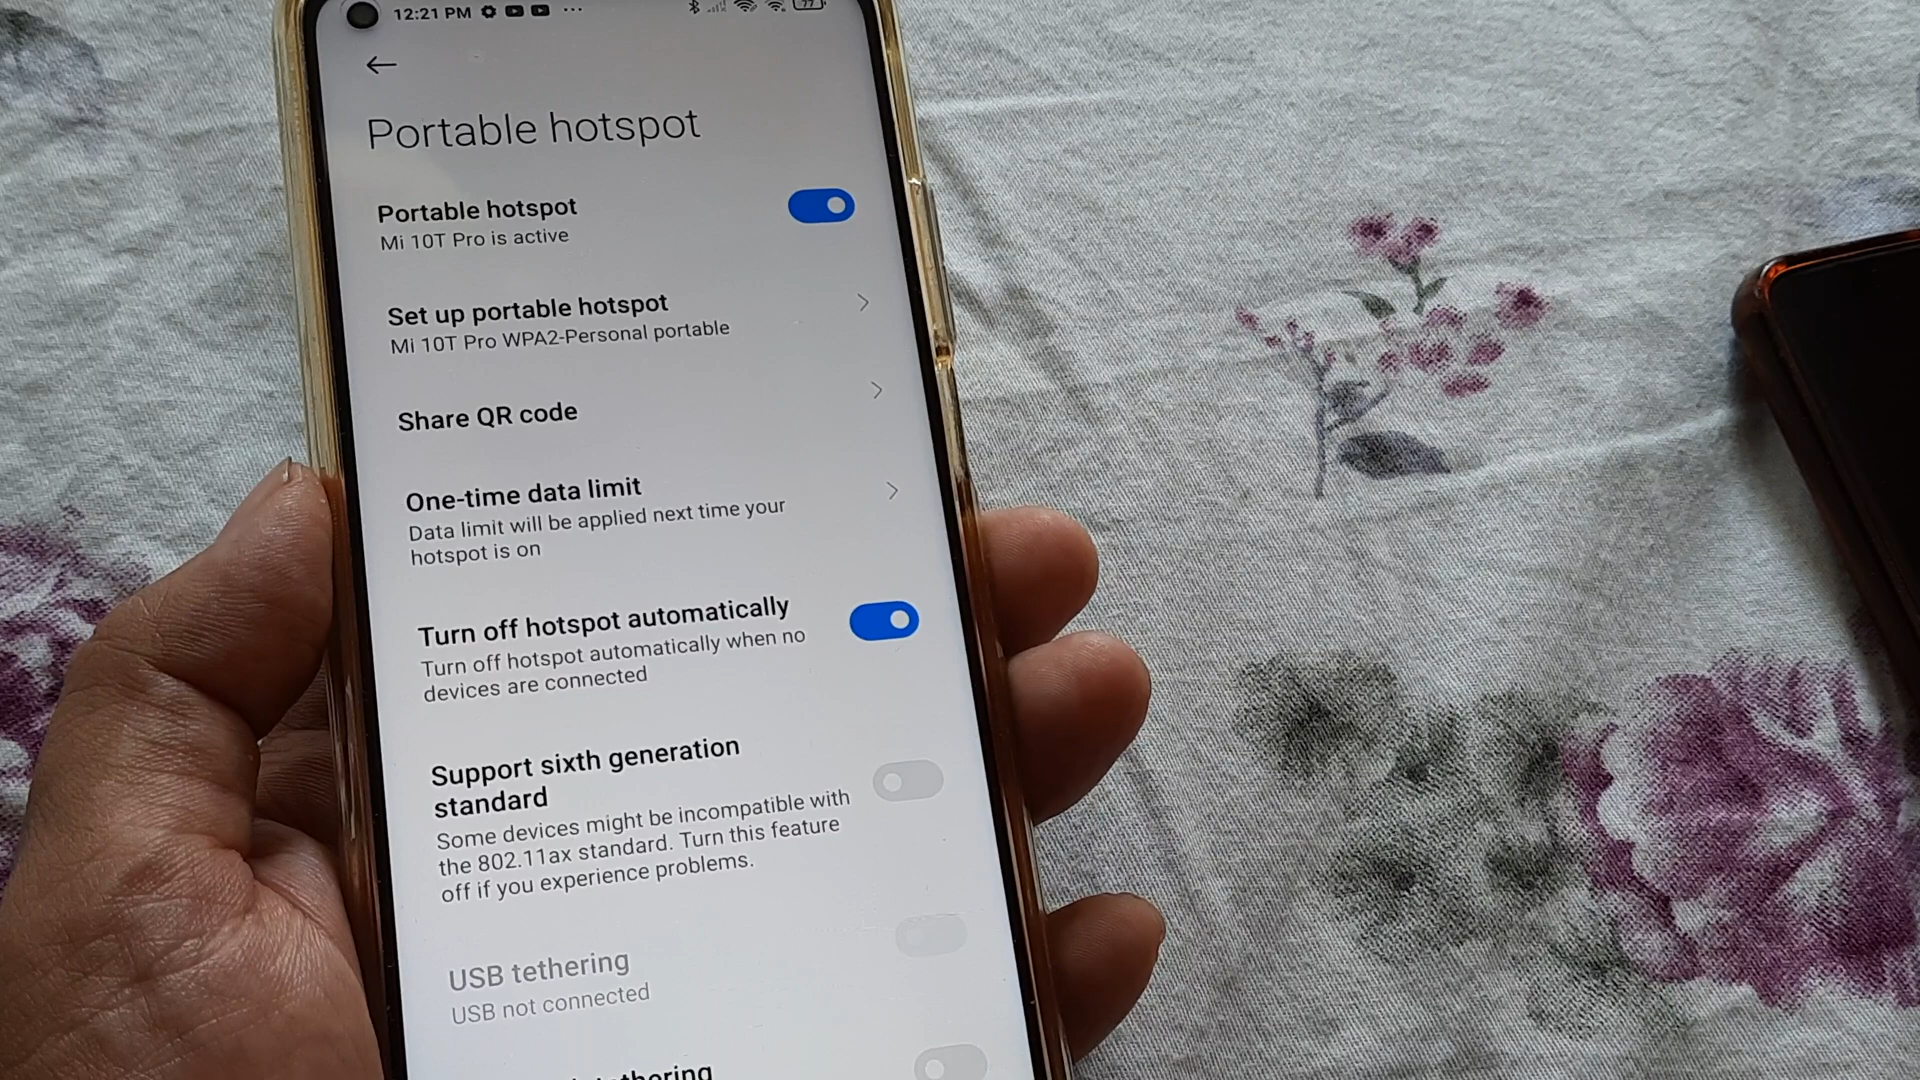 12:21 PM
77
Portable hotspot
Portable hotspot
Mi 10T Pro is active
Set up portable hotspot
Mi 10T Pro WPA2-Personal portable
Share QR code
One-time data limit
Data limit will be applied next time your
hotspot is on
Turn off hotspot automatically
Turn off hotspot automatically when no
devices are connected
Support sixth generation
standard
Some devices might be incompatible with
the 802.11ax standard. Turn this feature
off if you experience problems.
USB tethering
USB not connected
tethering